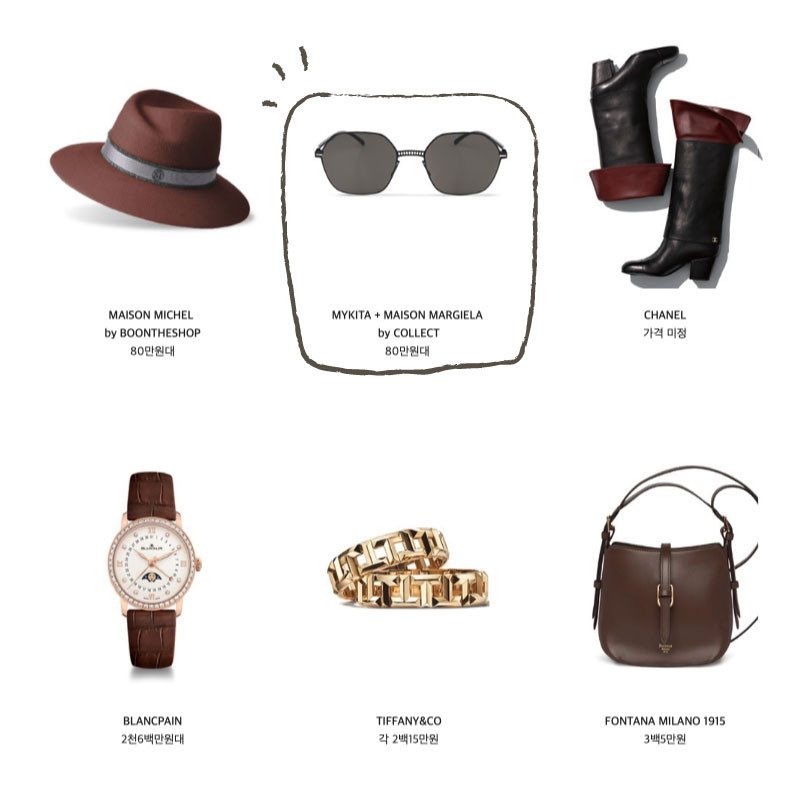 MAISON MICHEL
by BOONTHESHOP
80만원대
MYKITA + MAISON MARGIELA
by COLLECT
80만원대
CHANEL
가격 미정
BLANCPAIN
BLANCPAIN
2천6백만원대
TIFFANY&CO
각 2백15만원
FONTANA MILANO 1915
3백5만원